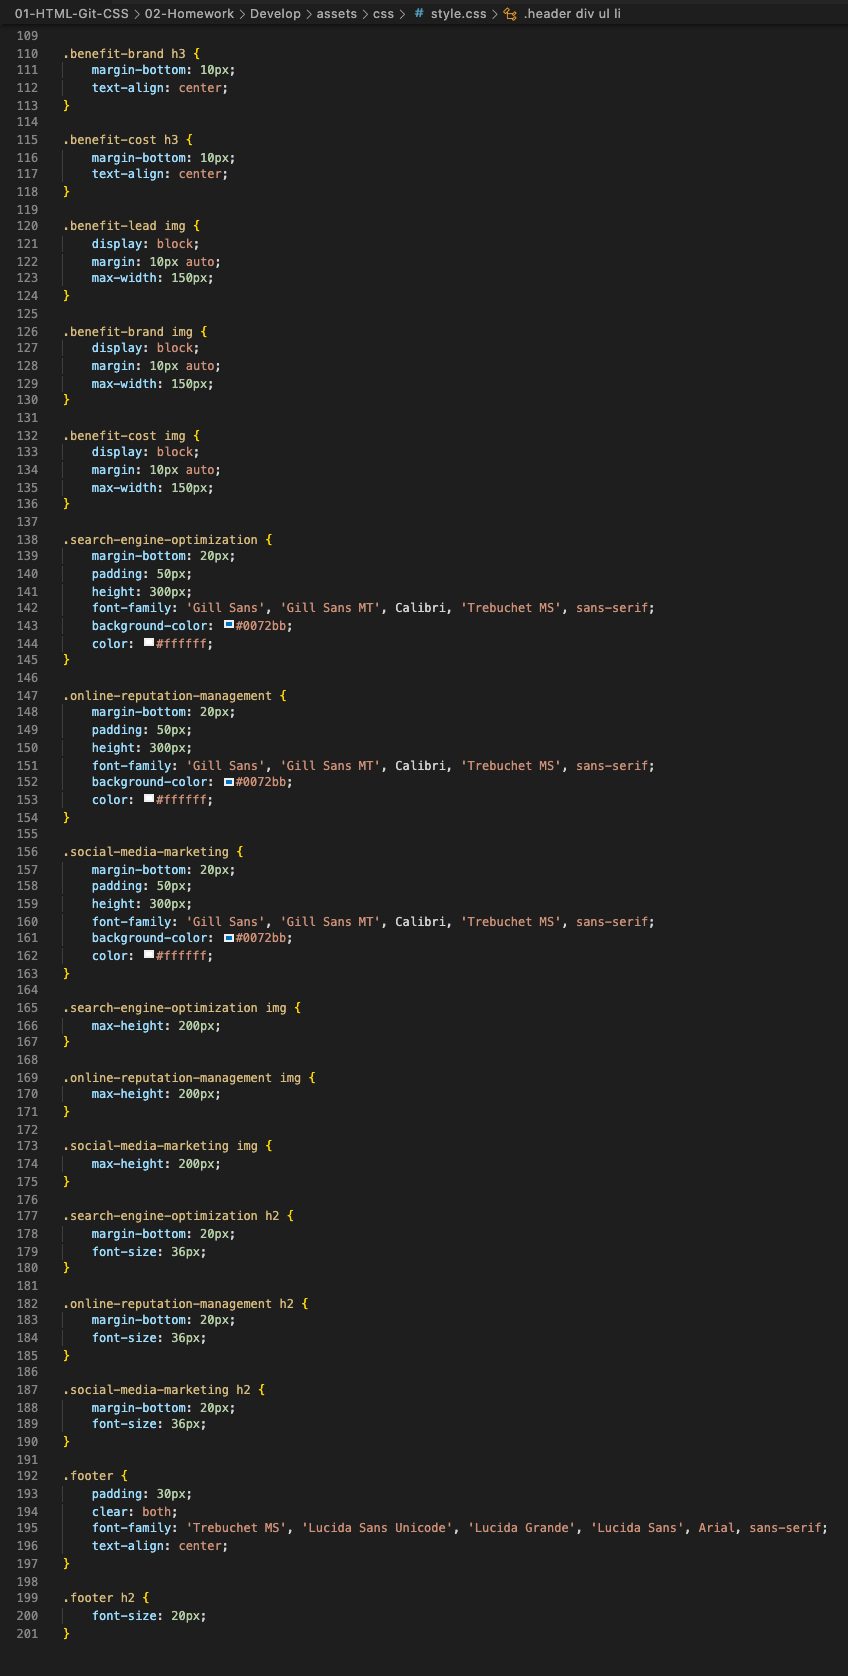 01-HTML-Git-CSS > 02-Homework > Develop > assets > css > # style.css > .header div ul li
109
110 .benefit-brand h3 {
111 margin-bottom: 10px;
112 text-align: center;
113 }
114
115 .benefit-cost h3 {
116 margin-bottom: 10px;
117 text-align: center;
118 }
119
120 .benefit-lead img {
121 display: block;
122 margin: 10px auto;
123 max-width: 150px;
124 }
125
126 .benefit-brand img {
127 display: block;
128 margin: 10px auto;
129 max-width: 150px;
130 }
131
132 .benefit-cost img {
133 display: block;
134 margin: 10px auto;
135 max-width: 150px;
136 }
137
138 .search-engine-optimization {
139 margin-bottom: 20px;
140 padding: 50px;
141 height: 300px;
142 font-family: 'Gill Sans', 'Gill Sans MT', Calibri, 'Trebuchet MS', sans-serif;
143 background-color: #0072bb;
144 color: #ffffff;
145 }
146
147 .online-reputation-management {
148 margin-bottom: 20px;
149 padding: 50px;
150 height: 300px;
151 font-family: 'Gill Sans', 'Gill Sans MT', Calibri, 'Trebuchet MS', sans-serif;
152 background-color: #0072bb;
153 color: #ffffff;
154 }
155
156 .social-media-marketing {
157 margin-bottom: 20px;
158 padding: 50px;
159 height: 300px;
160 font-family: 'Gill Sans', 'Gill Sans MT', Calibri, 'Trebuchet MS', sans-serif;
161 background-color: #0072bb;
162 color: #ffffff;
163 }
164
165 .search-engine-optimization img {
166 max-height: 200px;
167 }
168
169 .online-reputation-management img {
170 max-height: 200px;
171 }
172
173 .social-media-marketing img {
174 max-height: 200px;
175 }
176
177 .search-engine-optimization h2 {
178 margin-bottom: 20px;
179 font-size: 36px;
180 }
181
182 .online-reputation-management h2 {
183 margin-bottom: 20px;
184 font-size: 36px;
185 }
186
187 .social-media-marketing h2 {
188 margin-bottom: 20px;
189 font-size: 36px;
190 }
191
192 .footer {
193 padding: 30px;
194 clear: both;
195 font-family: 'Trebuchet MS', 'Lucida Sans Unicode', 'Lucida Grande', 'Lucida Sans', Arial, sans-serif;
196 text-align: center;
197 }
198
199 .footer h2 {
200 font-size: 20px;
201 }